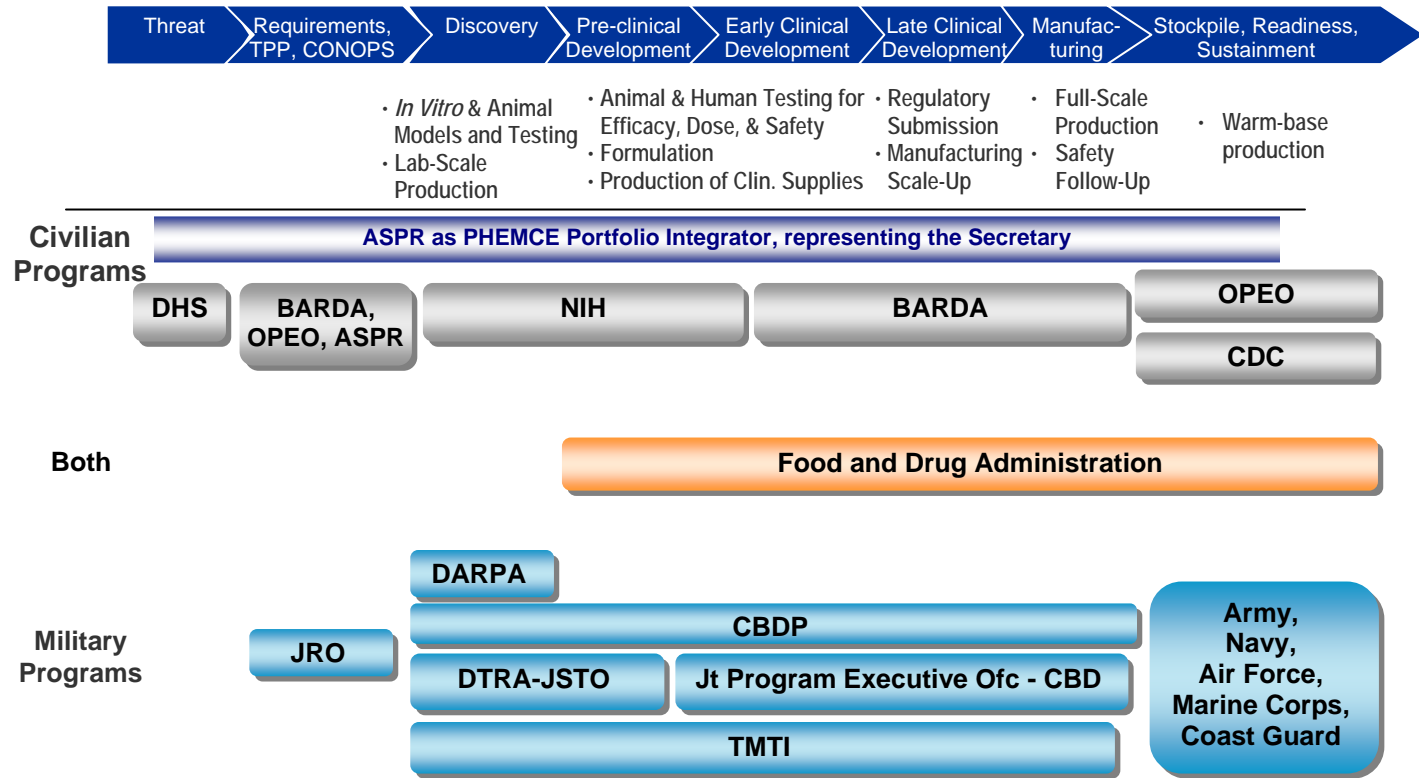 Threat
Requirements,
TPP, CONOPS
Discovery
Pre-clinical
Development
Early Clinical
Development
Late Clinical
Development
Manufac-
turing
Stockpile, Readiness,
Sustainment
· In Vitro & Animal
Models and Testing
· Lab-Scale
Production
· Animal & Human Testing for
Efficacy, Dose, & Safety
· Formulation
· Production of Clin. Supplies
· Regulatory
Submission
· Manufacturing
Scale-Up
· Full-Scale
Production
· Safety
Follow-Up
· Warm-base
production
Civilian
Programs
ASPR as PHEMCE Portfolio Integrator, representing the Secretary
DHS
BARDA,
OPEO, ASPR
NIH
BARDA
OPEO
CDC
Both
Food and Drug Administration
Military
Programs
JRO
DARPA
CBDP
DTRA-JSTO
Jt Program Executive Ofc - CBD
TMTI
Army,
Navy,
Air Force,
Marine Corps,
Coast Guard